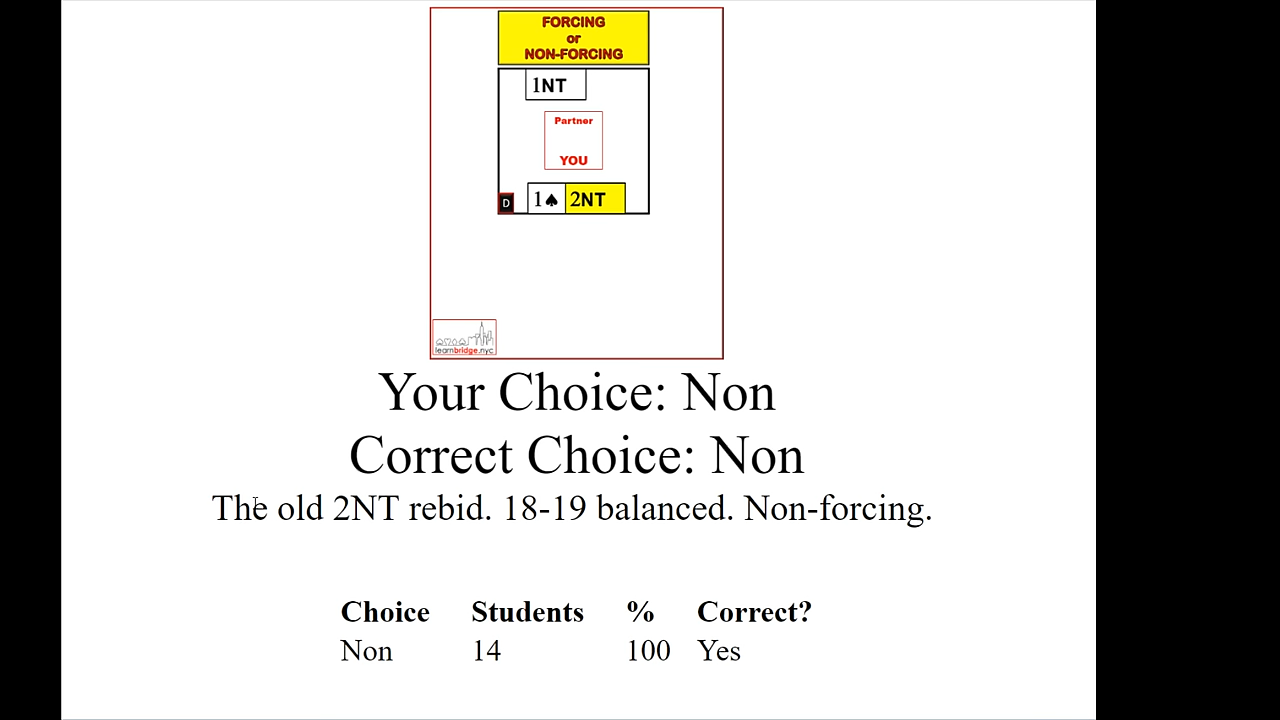 FORCING
or
NON-FORCING
1NT
Partner
YOU
D
1♠ 2NT
learnbridge.nyc
Your Choice: Non
Correct Choice: Non
The old 2NT rebid. 18-19 balanced. Non-forcing.
Choice Students % Correct?
Non 14 100 Yes